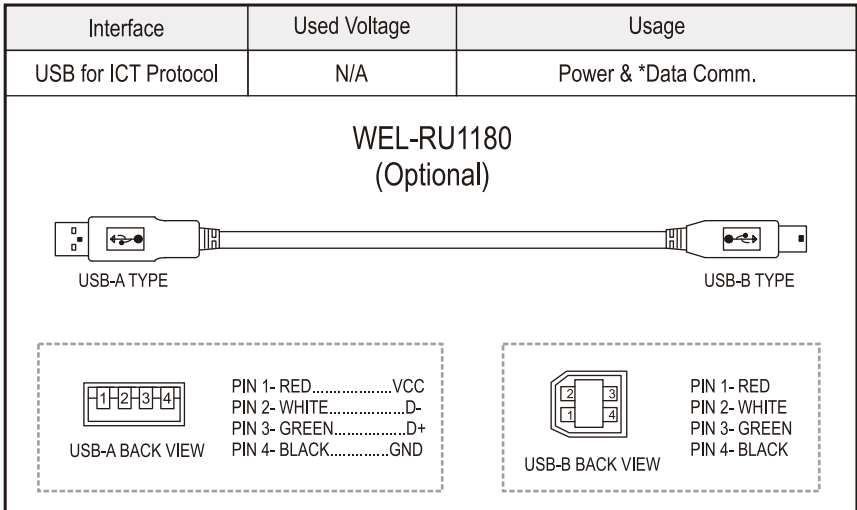 Interface Used Voltage Usage
USB for ICT Protocol N/A Power & *Data Comm.
WEL-RU1180
(Optional)
USB-A TYPE
USB-B TYPE
1 2 3 4
USB-A BACK VIEW
PIN 1- RED................VCC
PIN 2- WHITE...............D-
PIN 3- GREEN..............D+
PIN 4- BLACK............GND
2 3
1 4
USB-B BACK VIEW
PIN 1- RED
PIN 2- WHITE
PIN 3- GREEN
PIN 4- BLACK